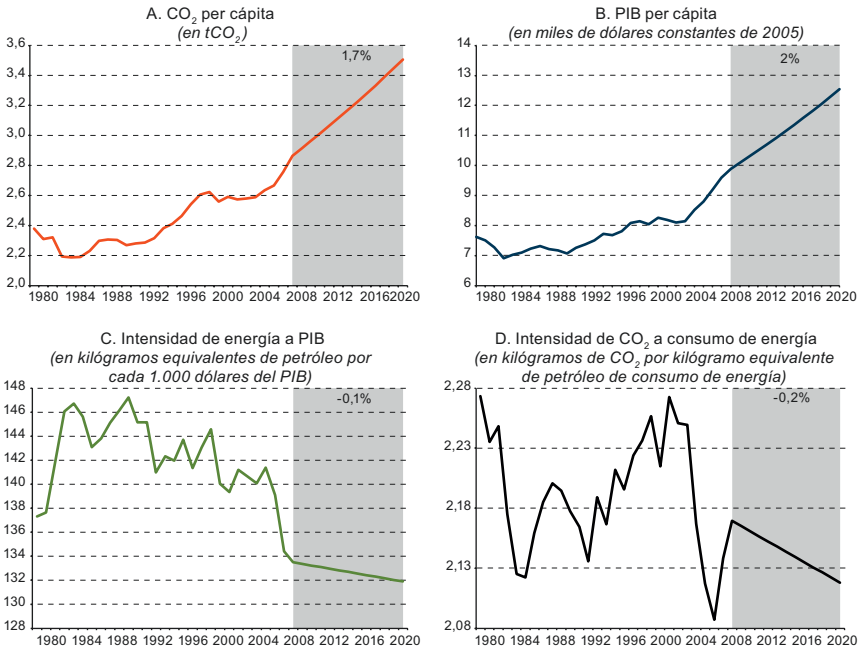 A. CO2 per cápita
(en tCO2)
3,6
3,4
3,2
3,0
2,8
2,6
2,4
2,2
2,0
1,7%
1980 1984 1988 1992 1996 2000 2004 2008 2012 2016 2020
B. PIB per cápita
(en miles de dólares constantes de 2005)
14
13
12
11
10
9
8
7
6
2%
1980 1984 1988 1992 1996 2000 2004 2008 2012 2016 2020
C. Intensidad de energía a PIB
(en kilógramos equivalentes de petróleo por
cada 1.000 dólares del PIB)
148
146
144
142
140
138
136
134
132
130
128
-0,1%
1980 1984 1988 1992 1996 2000 2004 2008 2012 2016 2020
D. Intensidad de CO2 a consumo de energía
(en kilógramos de CO2 por kilógramo equivalente
de petróleo de consumo de energía)
2,28
2,23
2,18
2,13
2,08
-0,2%
1980 1984 1988 1992 1996 2000 2004 2008 2012 2016 2020